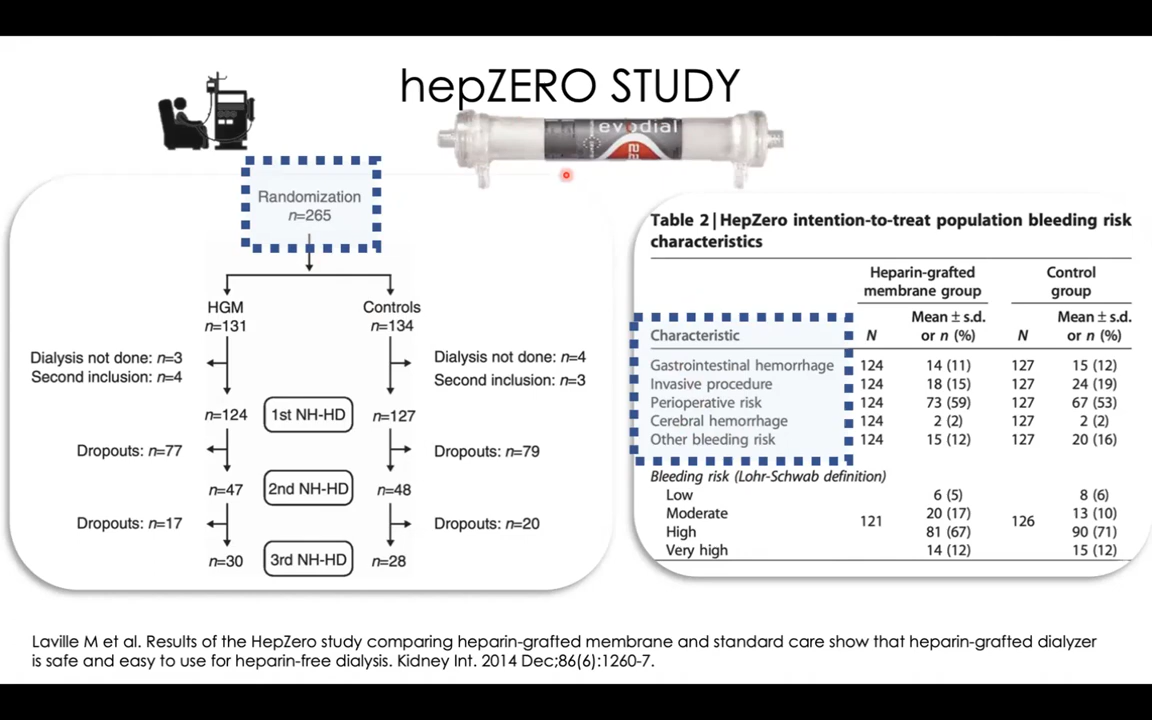 hepZERO STUDY
evodial
22
Randomization
n=265
HGM
n=131
Controls
n=134
Dialysis not done: n=3
Second inclusion: n=4
Dialysis not done: n=4
Second inclusion: n=3
n=124
1st NH-HD
n=127
Dropouts: n=77
Dropouts: n=79
n=47
2nd NH-HD
n=48
Dropouts: n=17
Dropouts: n=20
n=30
3rd NH-HD
n=28
Table 2 | HepZero intention-to-treat population bleeding risk
characteristics
Heparin-grafted
membrane group
Control
group
Characteristic N Mean ± s.d. or n (%) N Mean ± s.d. or n (%)
Gastrointestinal hemorrhage 124 14 (11) 127 15 (12)
Invasive procedure 124 18 (15) 127 24 (19)
Perioperative risk 124 73 (59) 127 67 (53)
Cerebral hemorrhage 124 2 (2) 127 2 (2)
Other bleeding risk 124 15 (12) 127 20 (16)
Bleeding risk (Lohr-Schwab definition)
Low 6 (5) 8 (6)
Moderate 20 (17) 13 (10)
121 126
High 81 (67) 90 (71)
Very high 14 (12) 15 (12)
Laville M et al. Results of the HepZero study comparing heparin-grafted membrane and standard care show that heparin-grafted dialyzer
is safe and easy to use for heparin-free dialysis. Kidney Int. 2014 Dec;86(6):1260-7.